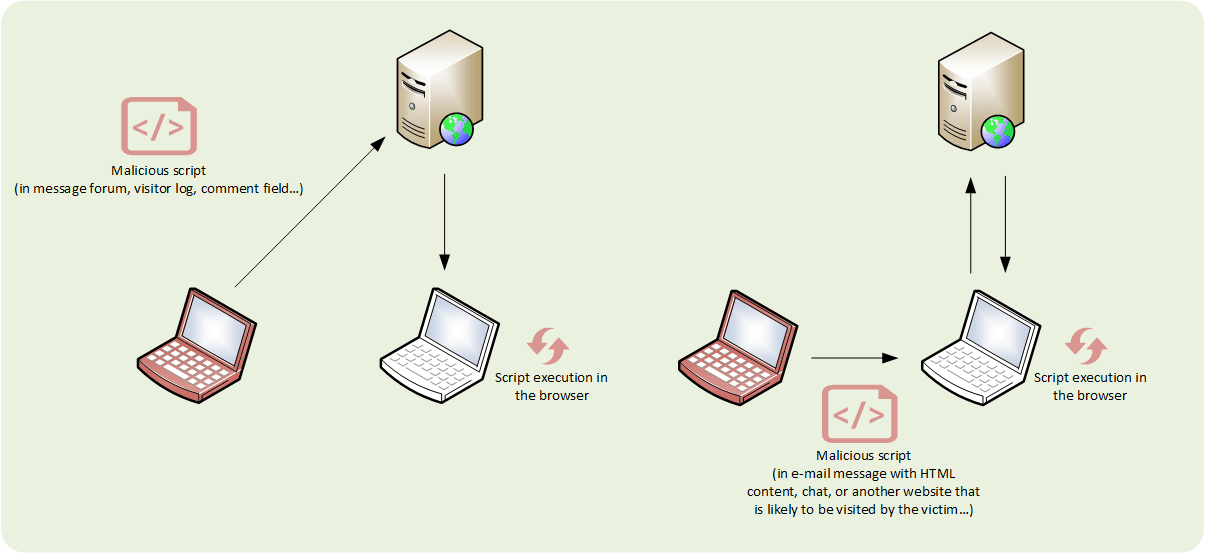 </>
Malicious script
(in message forum, visitor log, comment field…)
Script execution in
the browser
</>
Malicious script
(in e-mail message with HTML
content, chat, or another website that
is likely to be visited by the victim…)
Script execution in
the browser